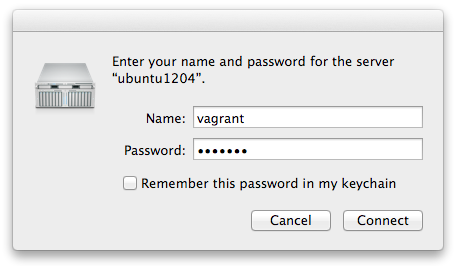 Enter your name and password for the server
“ubuntu1204”.
Name: vagrant
Password: •••••••
Remember this password in my keychain
Cancel Connect